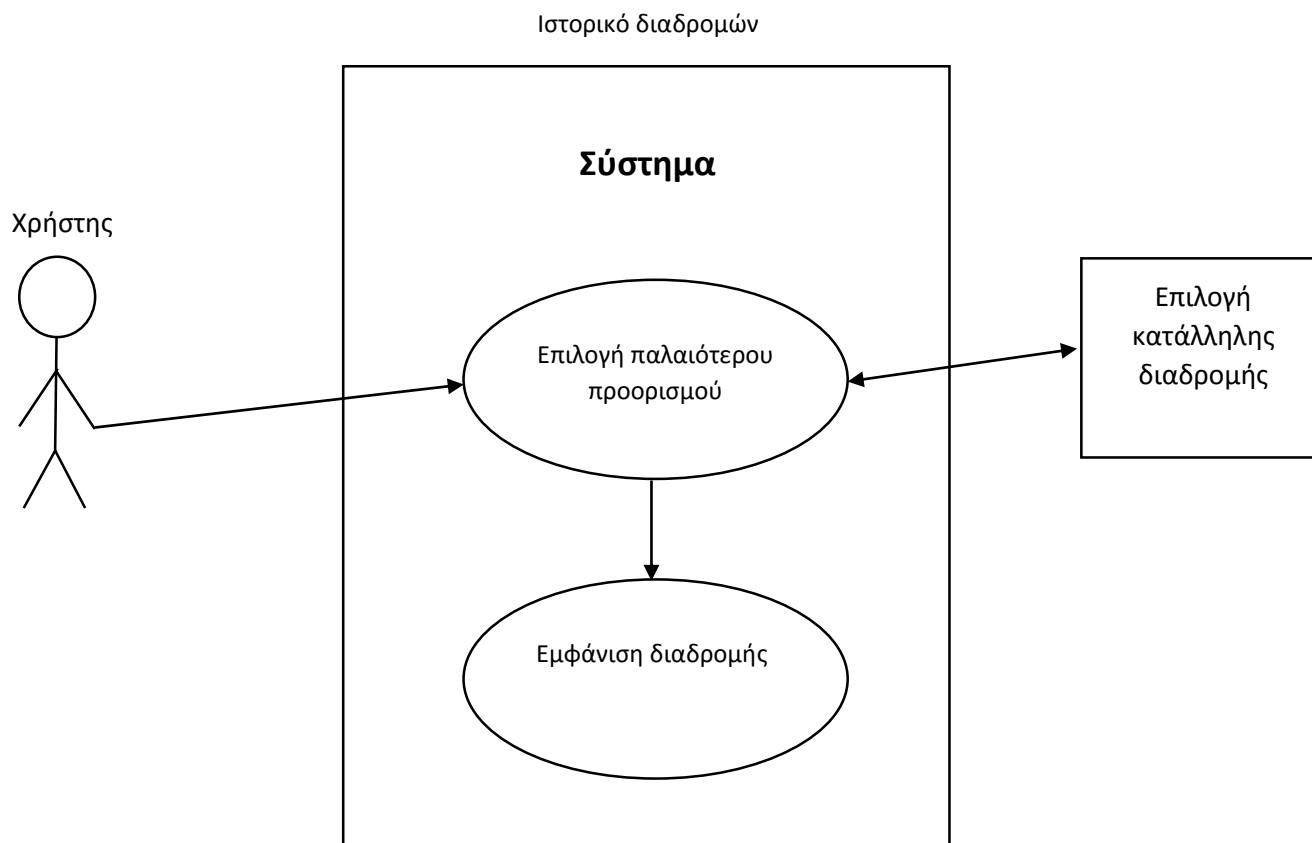 Ιστορικό διαδρομών
Σύστημα
Χρήστης
Επιλογή παλαιότερου
προορισμού
Επιλογή
κατάλληλης
διαδρομής
Εμφάνιση διαδρομής